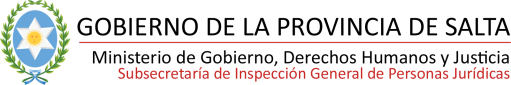 GOBIERNO DE LA PROVINCIA DE SALTA
Ministerio de Gobierno, Derechos Humanos y Justicia
Subsecretaría de Inspección General de Personas Jurídicas